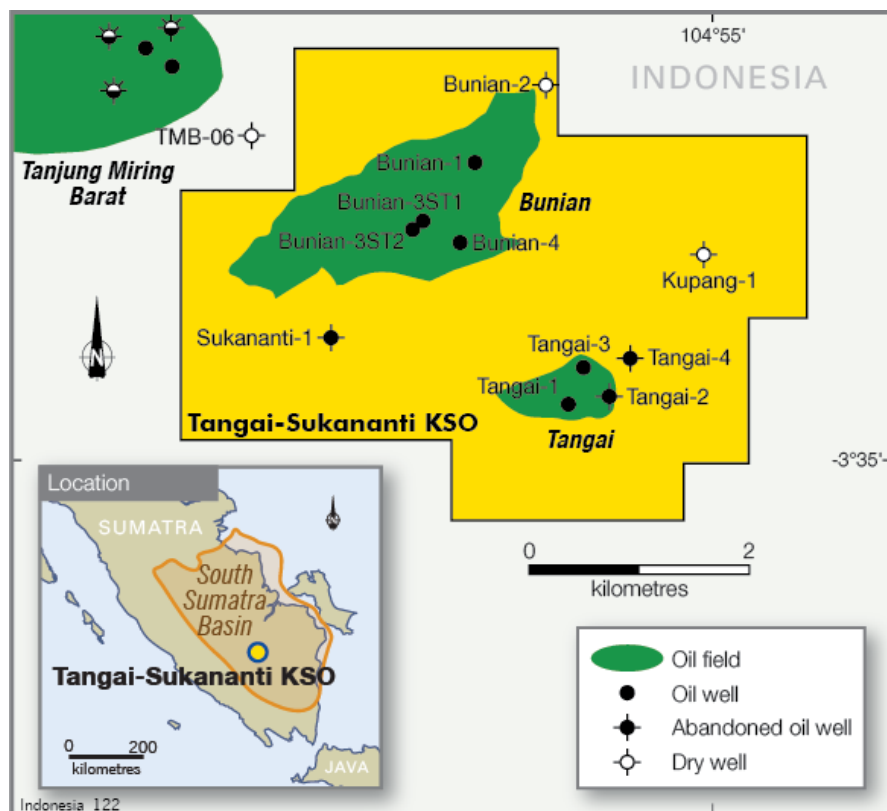 104°55'
INDONESIA
Bunian-2
TMB-06
Tanjung Miring
Barat
Bunian-1
Bunian-3ST1
Bunian
Bunian-3ST2
Bunian-4
Kupang-1
Sukananti-1
Tangai-3
Tangai-4
Tangai-1
Tangai-2
Tangai-Sukananti KSO
Tangai
-3°35'
N
Location
SUMATRA
N
South
Sumatra
Basin
Tangai-Sukananti KSO
0 200
kilometres
JAVA
0 2
kilometres
Oil field
Oil well
Abandoned oil well
Dry well
Indonesia 122